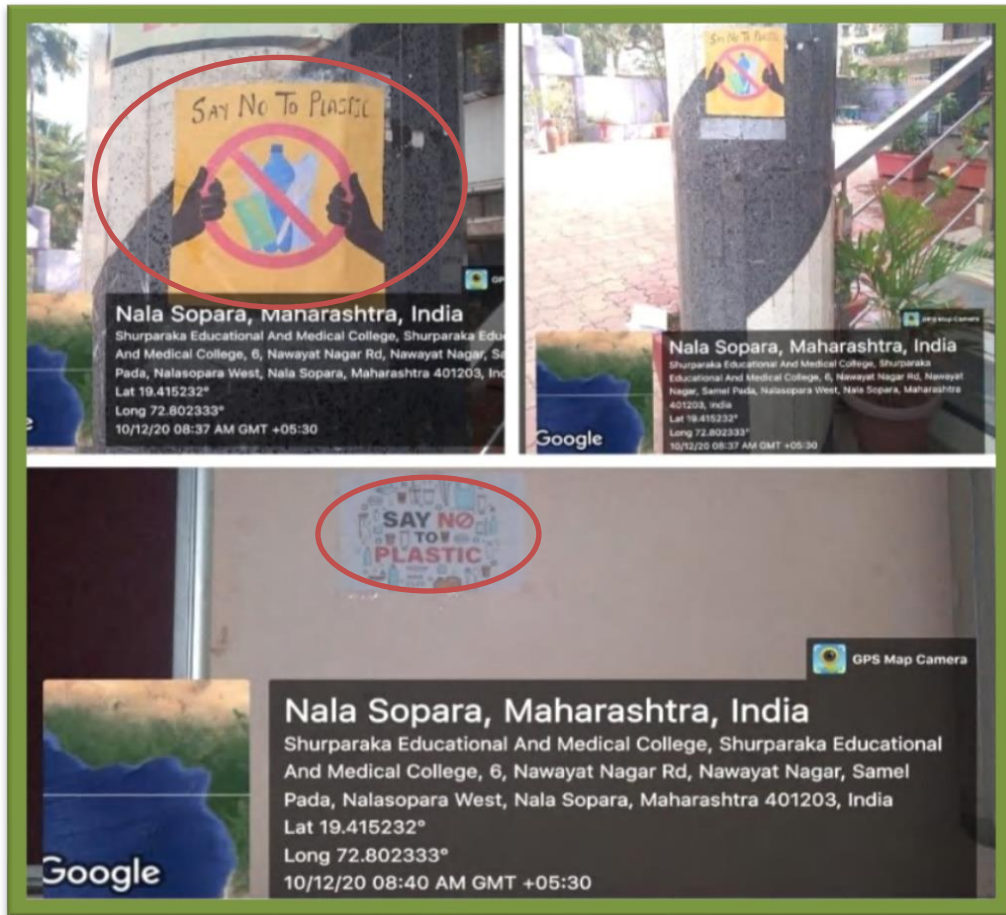 SAY NO TO PLASTIC
GP
Nala Sopara, Maharashtra, India
Shurparaka Educational And Medical College, Shurparaka Edu
And Medical College, 6, Nawayat Nagar Rd, Nawayat Nagar, Sa
Pada, Nalasopara West, Nala Sopara, Maharashtra 401203, Ind
Lat 19.415232°
Long 72.802333°
10/12/20 08:37 AM GMT +05:30
SAY NO TO PLASTIC
GPS Map Camera
Nala Sopara, Maharashtra, India
Shurparaka Educational And Medical College, Shurparaka
Educational And Medical College, 6, Nawayat Nagar Rd, Nawayat
Nagar, Samel Pada, Nalasopara West, Nala Sopara, Maharashtra
401203, India
Lat 19.415232°
Long 72.802333°
10/12/20 08:37 AM GMT +05:30
Google
SAY NO
TO
PLASTIC
GPS Map Camera
Nala Sopara, Maharashtra, India
Shurparaka Educational And Medical College, Shurparaka Educational
And Medical College, 6, Nawayat Nagar Rd, Nawayat Nagar, Samel
Pada, Nalasopara West, Nala Sopara, Maharashtra 401203, India
Lat 19.415232°
Long 72.802333°
10/12/20 08:40 AM GMT +05:30
Google